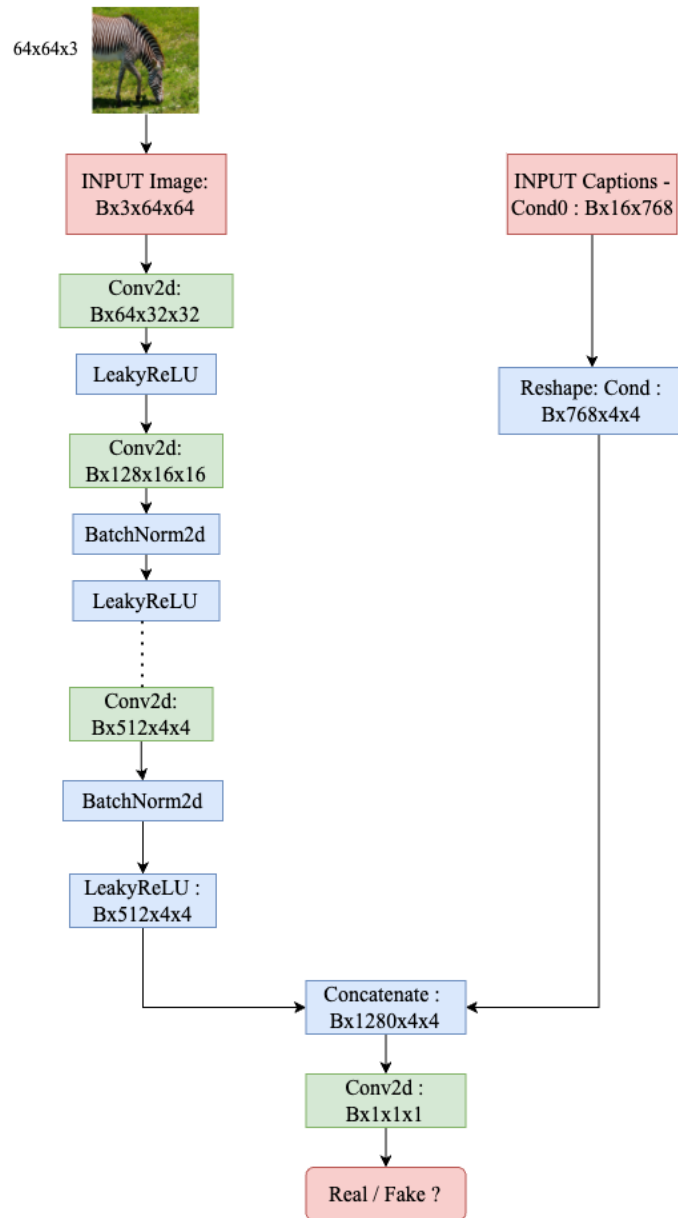 64x64x3
INPUT Image:
Bx3x64x64
INPUT Captions -
Cond0 : Bx16x768
Conv2d:
Bx64x32x32
LeakyReLU
Reshape: Cond :
Bx768x4x4
Conv2d:
Bx128x16x16
BatchNorm2d
LeakyReLU
Conv2d:
Bx512x4x4
BatchNorm2d
LeakyReLU :
Bx512x4x4
Concatenate :
Bx1280x4x4
Conv2d :
Bx1x1x1
Real / Fake ?